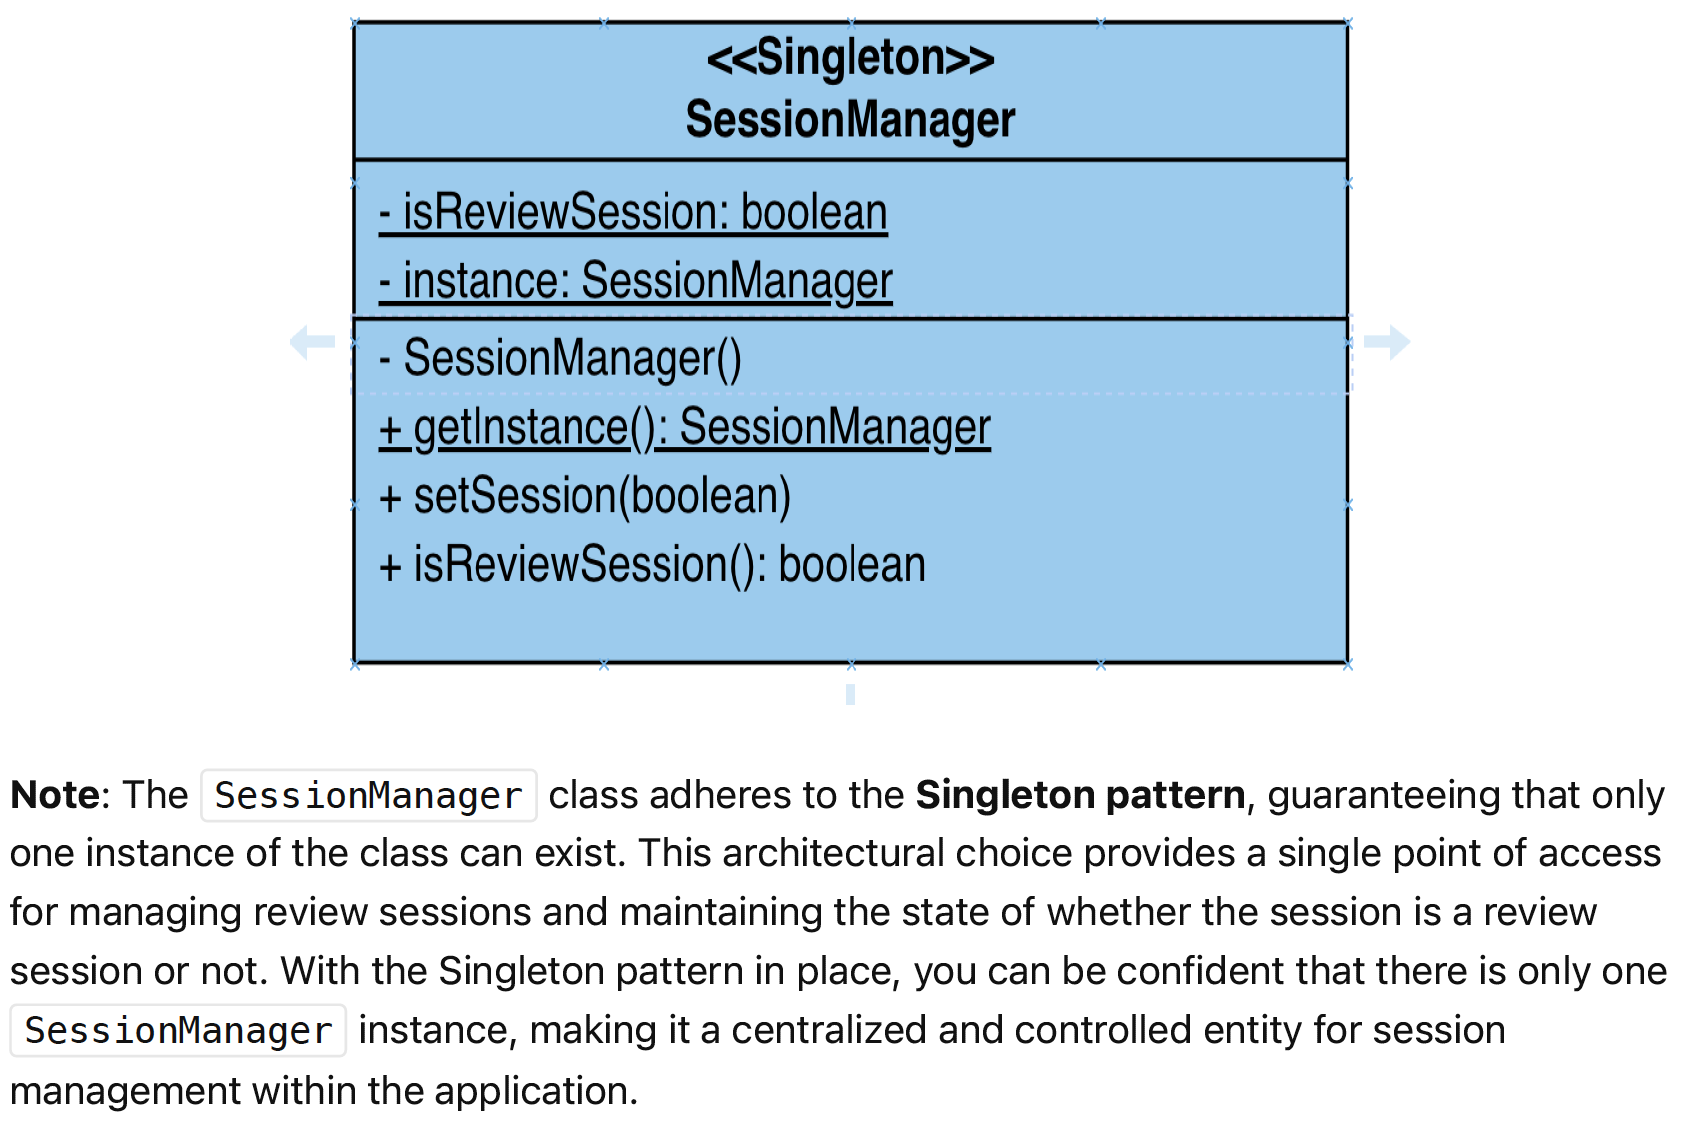 <<Singleton>>
SessionManager
- isReviewSession: boolean
- instance: SessionManager
- SessionManager()
+ getInstance(): SessionManager
+ setSession(boolean)
+ isReviewSession(): boolean
Note: The SessionManager class adheres to the Singleton pattern, guaranteeing that only
one instance of the class can exist. This architectural choice provides a single point of access
for managing review sessions and maintaining the state of whether the session is a review
session or not. With the Singleton pattern in place, you can be confident that there is only one
SessionManager instance, making it a centralized and controlled entity for session
management within the application.